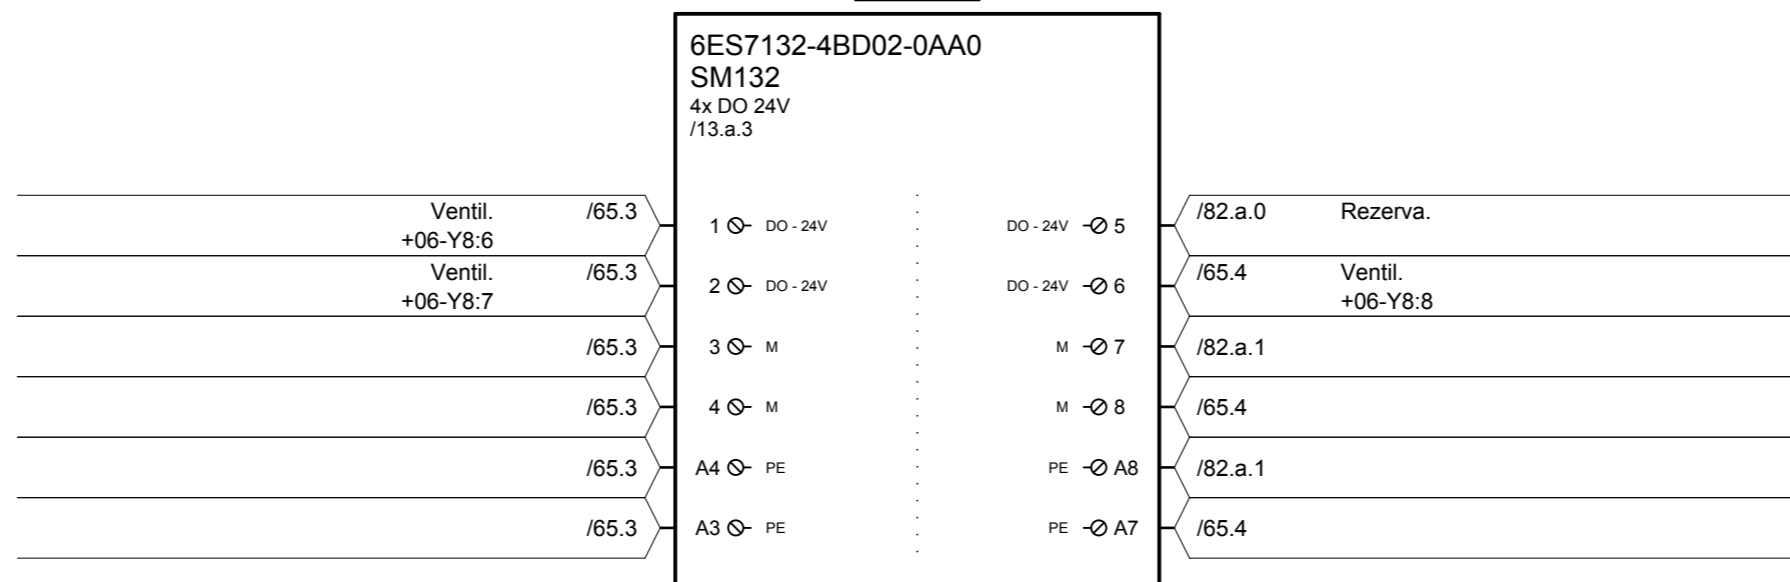 6ES7132-4BD02-0AA0
SM132
4x DO 24V
/13.a.3
Ventil. /65.3 1 DO - 24V DO - 24V 5 /82.a.0 Rezerva.
+06-Y8:6
Ventil. /65.3 2 DO - 24V DO - 24V 6 /65.4 Ventil.
+06-Y8:7 +06-Y8:8
/65.3 3 M M 7 /82.a.1
/65.3 4 M M 8 /65.4
/65.3 A4 PE PE A8 /82.a.1
/65.3 A3 PE PE A7 /65.4